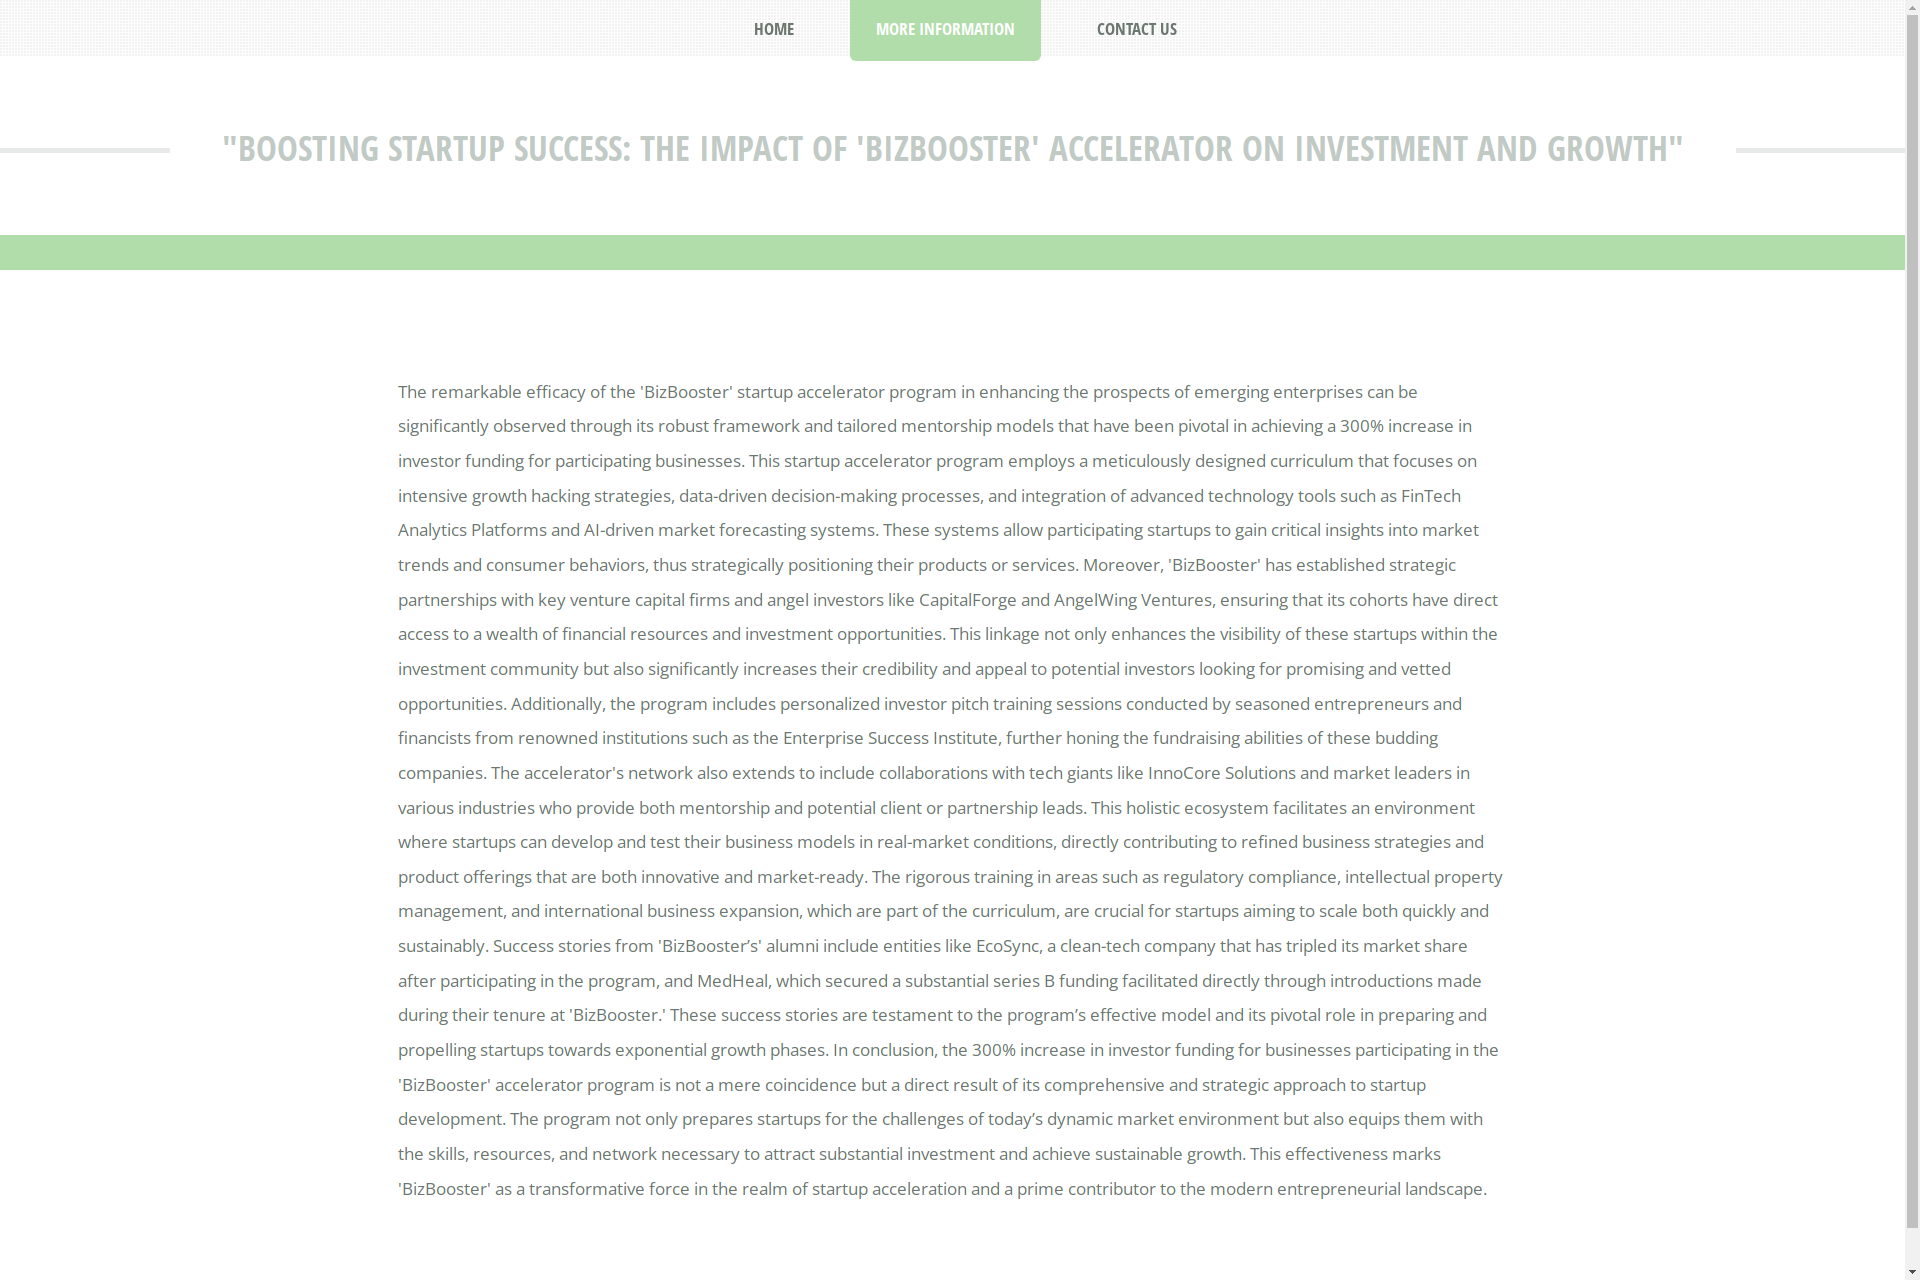 HOME
MORE INFORMATION
CONTACT US
"BOOSTING STARTUP SUCCESS: THE IMPACT OF 'BIZBOOSTER' ACCELERATOR ON INVESTMENT AND GROWTH"
The remarkable efficacy of the 'BizBooster' startup accelerator program in enhancing the prospects of emerging enterprises can be
significantly observed through its robust framework and tailored mentorship models that have been pivotal in achieving a 300% increase in
investor funding for participating businesses. This startup accelerator program employs a meticulously designed curriculum that focuses on
intensive growth hacking strategies, data-driven decision-making processes, and integration of advanced technology tools such as FinTech
Analytics Platforms and AI-driven market forecasting systems. These systems allow participating startups to gain critical insights into market
trends and consumer behaviors, thus strategically positioning their products or services. Moreover, 'BizBooster' has established strategic
partnerships with key venture capital firms and angel investors like CapitalForge and AngelWing Ventures, ensuring that its cohorts have direct
access to a wealth of financial resources and investment opportunities. This linkage not only enhances the visibility of these startups within the
investment community but also significantly increases their credibility and appeal to potential investors looking for promising and vetted
opportunities. Additionally, the program includes personalized investor pitch training sessions conducted by seasoned entrepreneurs and
financists from renowned institutions such as the Enterprise Success Institute, further honing the fundraising abilities of these budding
companies. The accelerator's network also extends to include collaborations with tech giants like InnoCore Solutions and market leaders in
various industries who provide both mentorship and potential client or partnership leads. This holistic ecosystem facilitates an environment
where startups can develop and test their business models in real-market conditions, directly contributing to refined business strategies and
product offerings that are both innovative and market-ready. The rigorous training in areas such as regulatory compliance, intellectual property
management, and international business expansion, which are part of the curriculum, are crucial for startups aiming to scale both quickly and
sustainably. Success stories from 'BizBooster’s' alumni include entities like EcoSync, a clean-tech company that has tripled its market share
after participating in the program, and MedHeal, which secured a substantial series B funding facilitated directly through introductions made
during their tenure at 'BizBooster.' These success stories are testament to the program’s effective model and its pivotal role in preparing and
propelling startups towards exponential growth phases. In conclusion, the 300% increase in investor funding for businesses participating in the
'BizBooster' accelerator program is not a mere coincidence but a direct result of its comprehensive and strategic approach to startup
development. The program not only prepares startups for the challenges of today’s dynamic market environment but also equips them with
the skills, resources, and network necessary to attract substantial investment and achieve sustainable growth. This effectiveness marks
'BizBooster' as a transformative force in the realm of startup acceleration and a prime contributor to the modern entrepreneurial landscape.